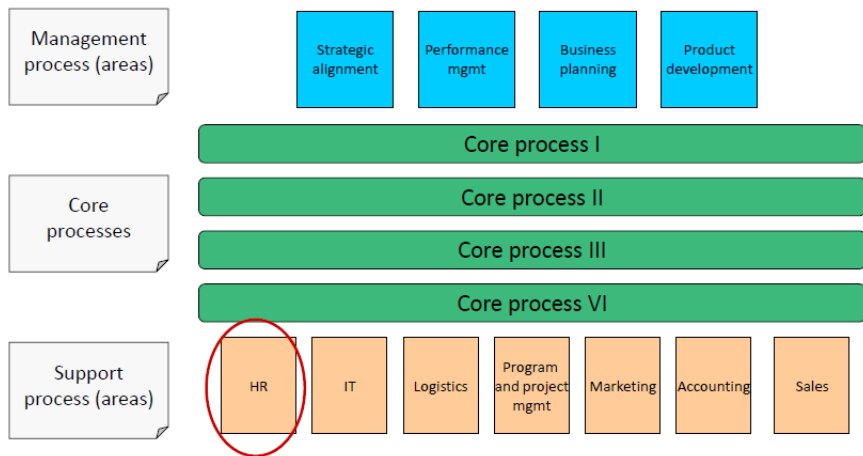 Management
process (areas)
Strategic
alignment
Performance
mgmt
Business
planning
Product
development
Core process I
Core
processes
Core process II
Core process III
Core process VI
Support
process (areas)
HR
IT
Logistics
Program
and project
mgmt
Marketing
Accounting
Sales